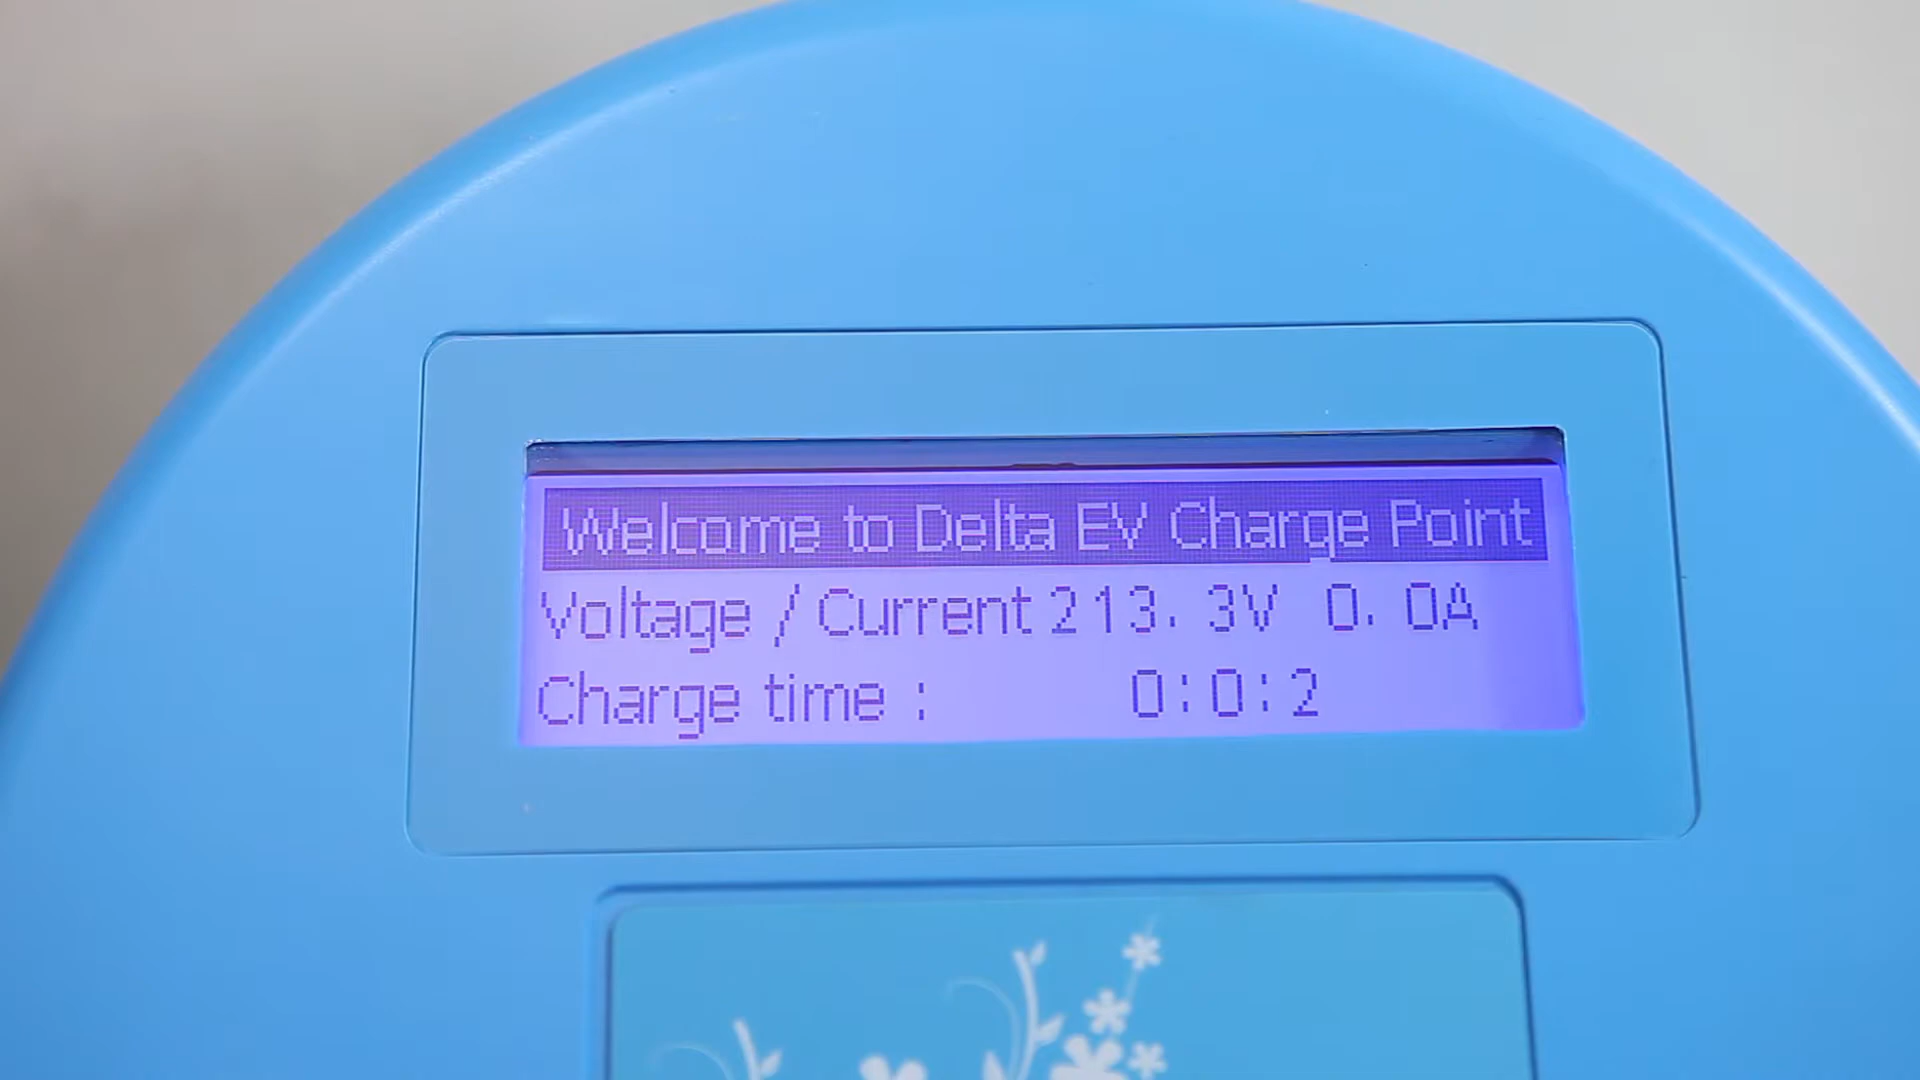 Welcome to Delta EV Charge Point
Voltage / Current 213.3V 0.0A
Charge time : 0:0:2